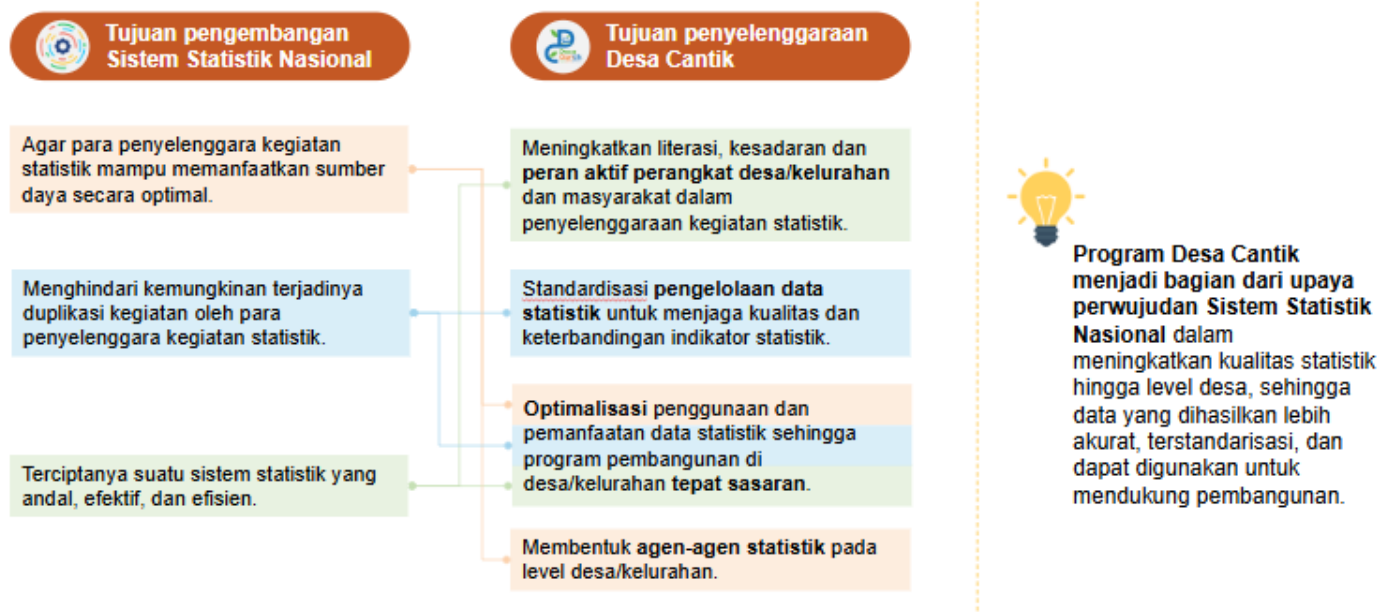 Tujuan pengembangan
Sistem Statistik Nasional
Agar para penyelenggara kegiatan
statistik mampu memanfaatkan sumber
daya secara optimal.
Menghindari kemungkinan terjadinya
duplikasi kegiatan oleh para
penyelenggara kegiatan statistik.
Terciptanya suatu sistem statistik yang
andal, efektif, dan efisien.
Tujuan penyelenggaraan
Desa Cantik
Meningkatkan literasi, kesadaran dan
peran aktif perangkat desa/kelurahan
dan masyarakat dalam
penyelenggaraan kegiatan statistik.
Standardisasi pengelolaan data
statistik untuk menjaga kualitas dan
keterbandingan indikator statistik.
Optimalisasi penggunaan dan
pemanfaatan data statistik sehingga
program pembangunan di
desa/kelurahan tepat sasaran.
Membentuk agen-agen statistik pada
level desa/kelurahan.
Program Desa Cantik
menjadi bagian dari upaya
perwujudan Sistem Statistik
Nasional dalam
meningkatkan kualitas statistik
hingga level desa, sehingga
data yang dihasilkan lebih
akurat, terstandarisasi, dan
dapat digunakan untuk
mendukung pembangunan.